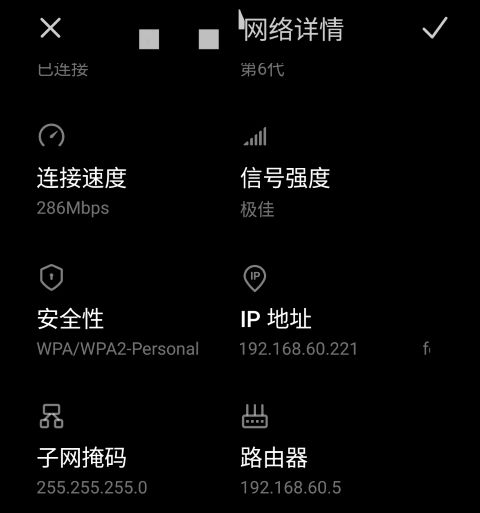 网络详情
已连接 第6代
连接速度 信号强度
286Mbps 极佳
IP
安全性 IP 地址
WPA/WPA2-Personal 192.168.60.221
子网掩码 路由器
255.255.255.0 192.168.60.5